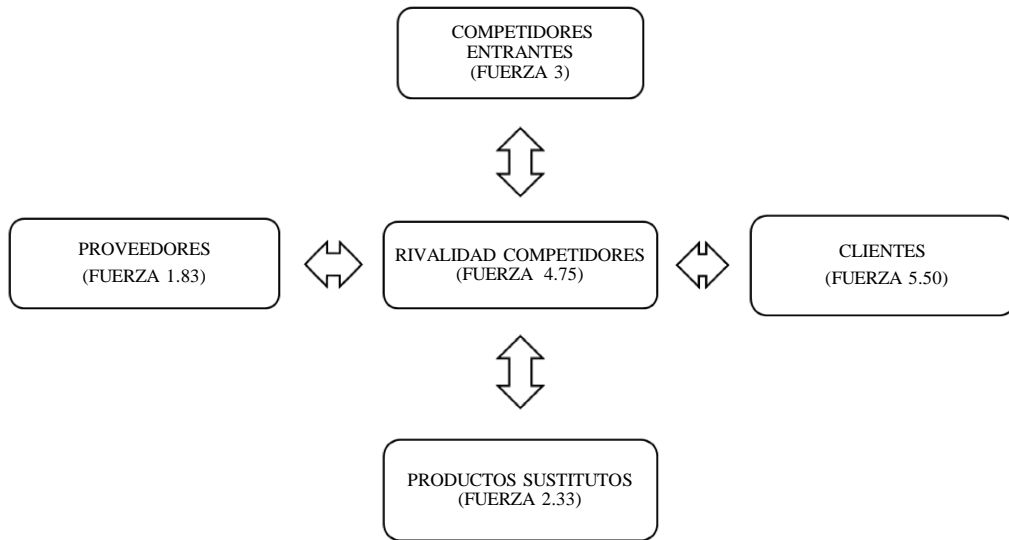 COMPETIDORES
ENTRANTES
(FUERZA 3)
PROVEEDORES
(FUERZA 1.83)
RIVALIDAD COMPETIDORES
(FUERZA 4.75)
CLIENTES
(FUERZA 5.50)
PRODUCTOS SUSTITUTOS
(FUERZA 2.33)